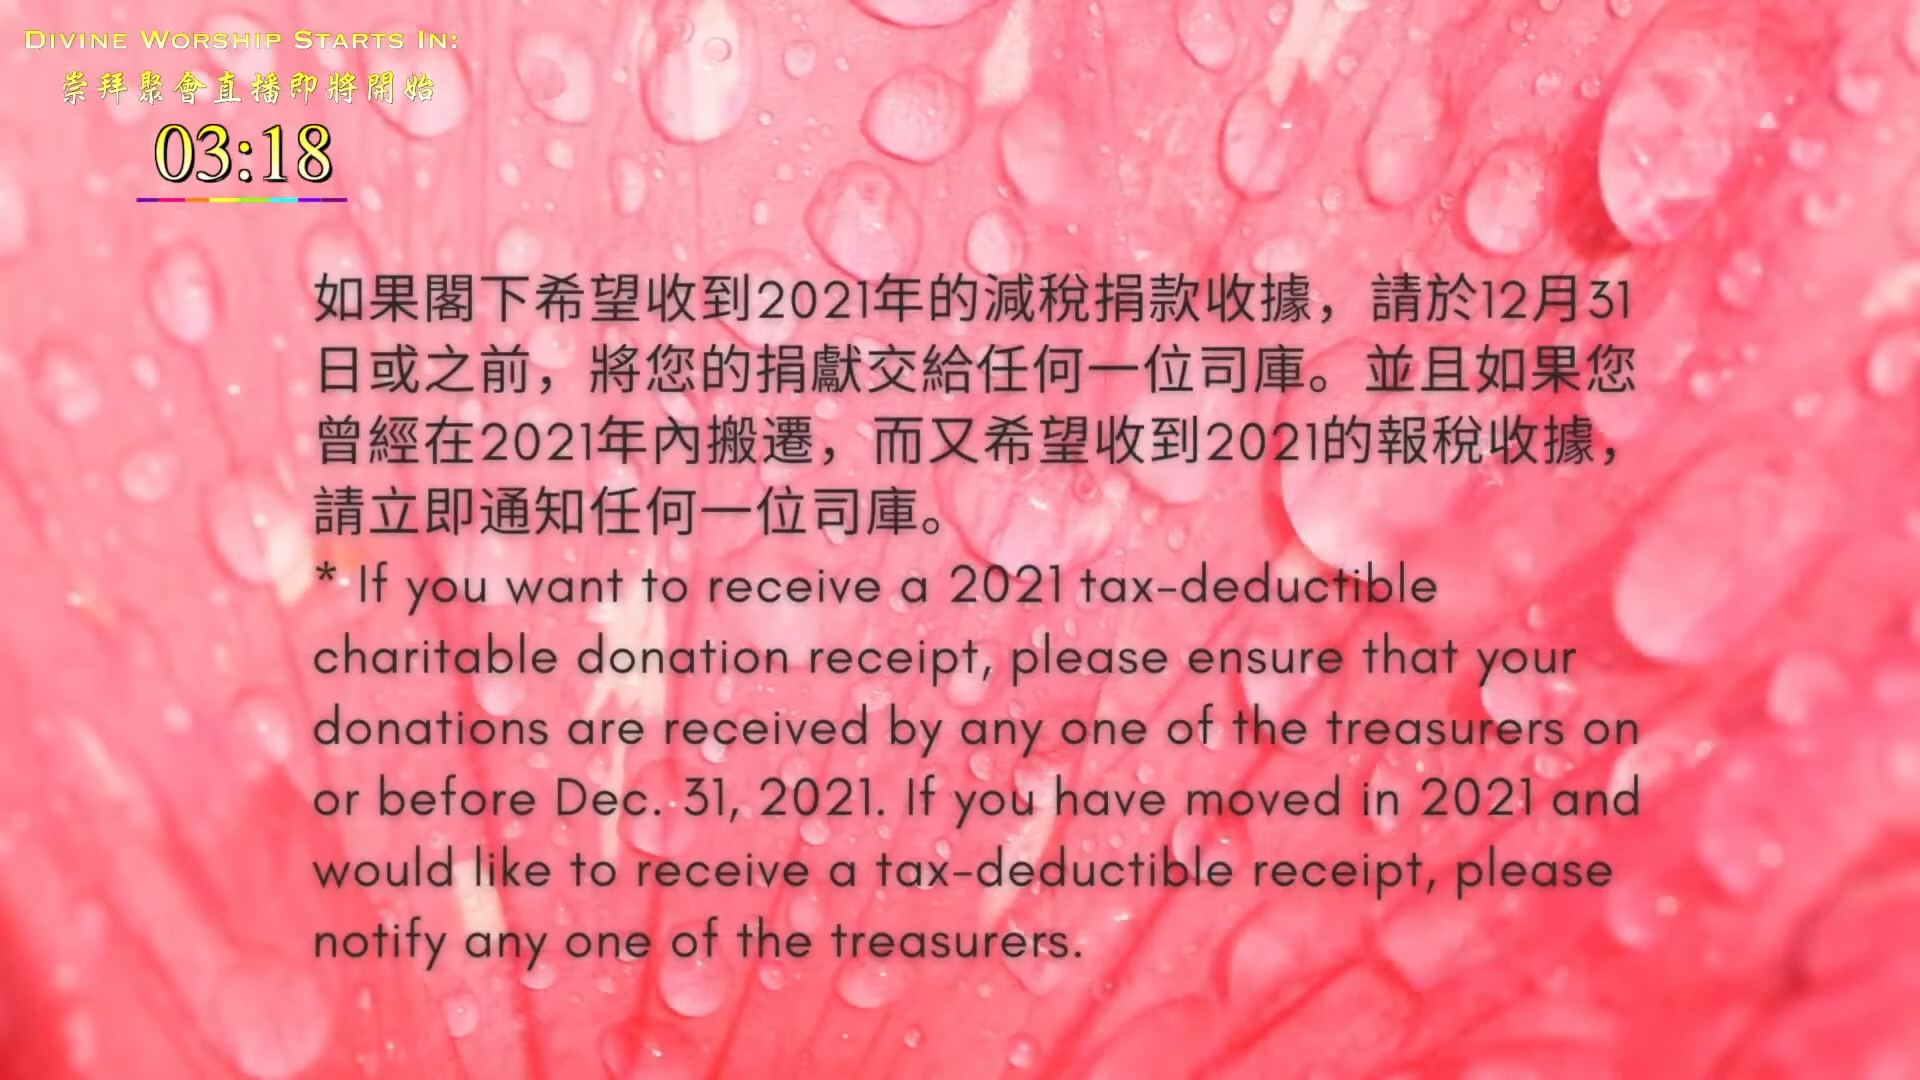 DIVINE WORSHIP STARTS IN:
崇拜聚會直播即將開始
03:18
如果閣下希望收到2021年的減稅捐款收據，請於12月31
日或之前，將您的捐獻交給任何一位司庫。並且如果您
曾經在2021年內搬遷，而又希望收到2021的報稅收據，
請立即通知任何一位司庫。
* If you want to receive a 2021 tax-deductible
charitable donation receipt, please ensure that your
donations are received by any one of the treasurers on
or before Dec. 31, 2021. If you have moved in 2021 and
would like to receive a tax-deductible receipt, please
notify any one of the treasurers.